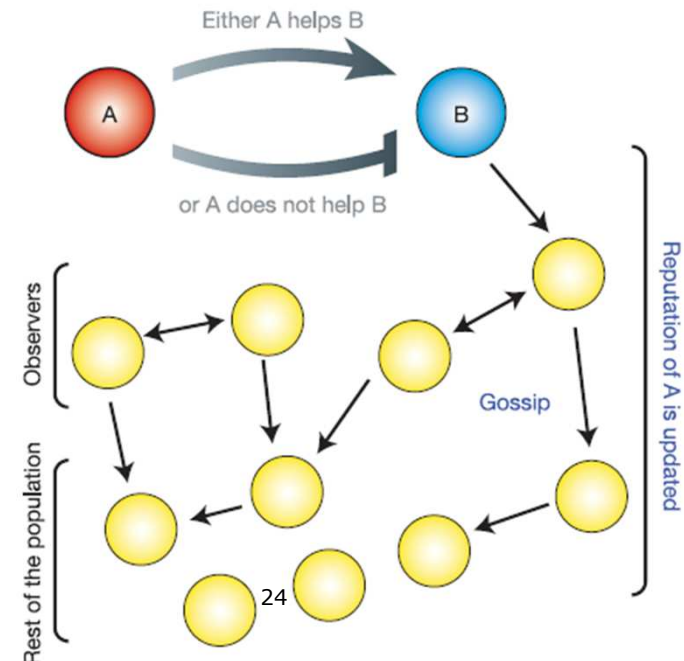 Either A helps B
A
B
or A does not help B
Observers
Gossip
Reputation of A is updated
Rest of the population
24